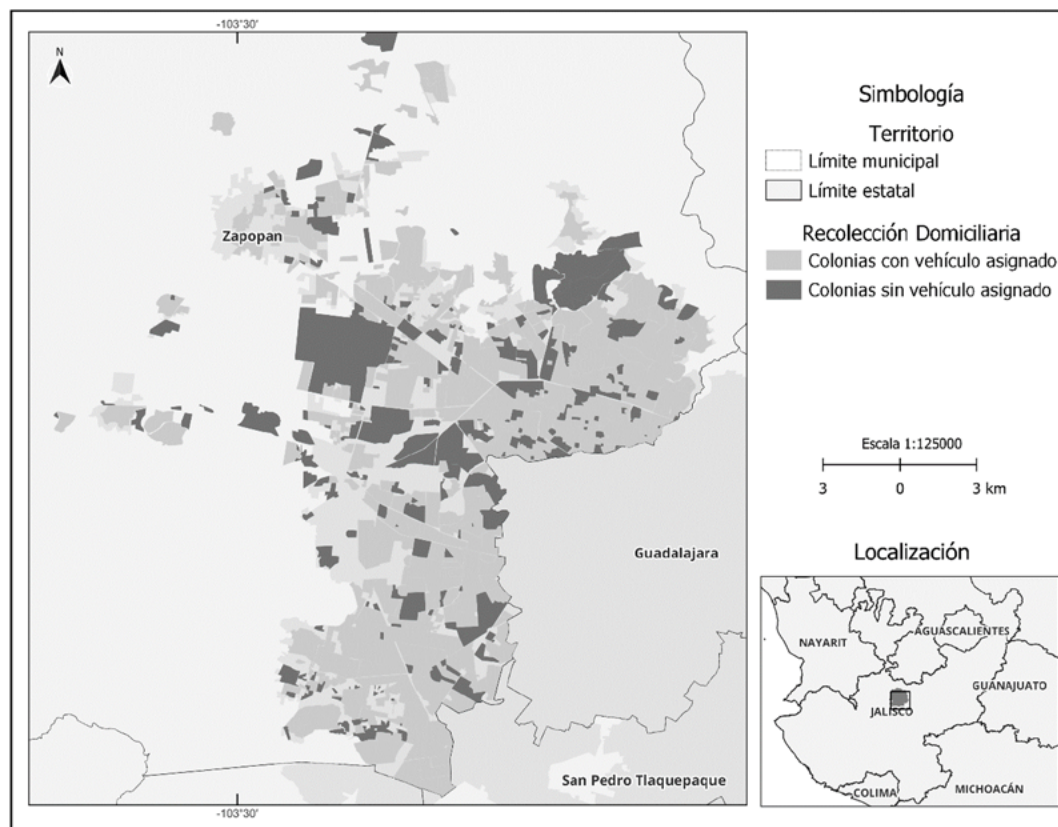 -103°30'
N
Zapopan
Guadalajara
San Pedro Tlaquepaque
-103°30'
Simbología
Territorio
Límite municipal
Límite estatal
Recolección Domiciliaria
Colonias con vehículo asignado
Colonias sin vehículo asignado
Escala 1:125000
3 0 3 km
Localización
NAYARIT
AGUASCALIENTES
GUANAJUATO
JALISCO
COLIMA
MICHOACÁN